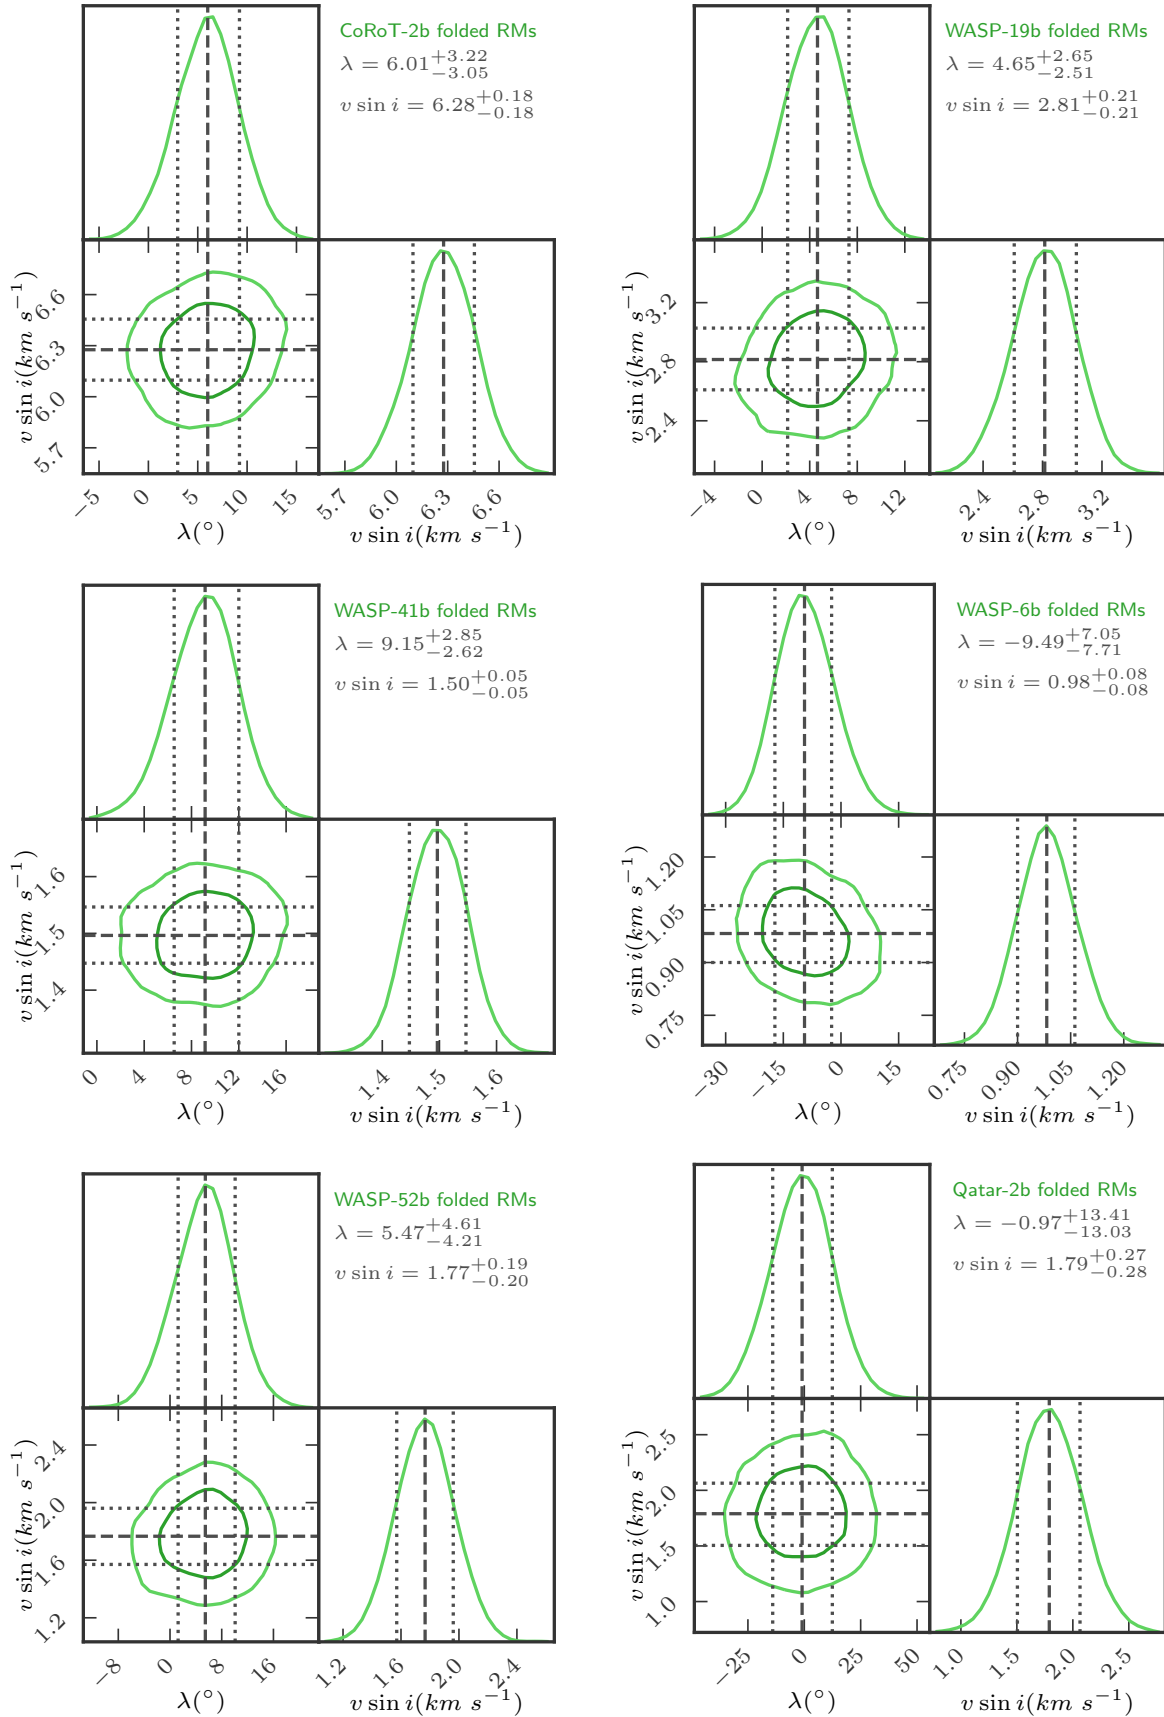 CoRoT-2b folded RMs
λ = 6.01 +3.22 −3.05
v sin i = 6.28 +0.18 −0.18
v sin i(km s−1)
6.6
6.3
6.0
5.7
−5 0 5 10 15
λ(°)
5.7 6.0 6.3 6.6
v sin i(km s−1)
WASP-19b folded RMs
λ = 4.65 +2.65 −2.51
v sin i = 2.81 +0.21 −0.21
v sin i(km s−1)
3.2
2.8
2.4
−4 0 4 8 12
λ(°)
2.4 2.8 3.2
v sin i(km s−1)
WASP-41b folded RMs
λ = 9.15 +2.85 −2.62
v sin i = 1.50 +0.05 −0.05
v sin i(km s−1)
1.6
1.5
1.4
0 4 8 12 16
λ(°)
1.4 1.5 1.6
v sin i(km s−1)
WASP-6b folded RMs
λ = −9.49 +7.05 −7.71
v sin i = 0.98 +0.08 −0.08
v sin i(km s−1)
1.20
1.05
0.90
0.75
−30 −15 0 15
λ(°)
0.75 0.90 1.05 1.20
v sin i(km s−1)
WASP-52b folded RMs
λ = 5.47 +4.61 −4.21
v sin i = 1.77 +0.19 −0.20
v sin i(km s−1)
2.4
2.0
1.6
1.2
−8 0 8 16
λ(°)
1.2 1.6 2.0 2.4
v sin i(km s−1)
Qatar-2b folded RMs
λ = −0.97 +13.41 −13.03
v sin i = 1.79 +0.27 −0.28
v sin i(km s−1)
2.5
2.0
1.5
1.0
−25 0 25 50
λ(°)
1.0 1.5 2.0 2.5
v sin i(km s−1)